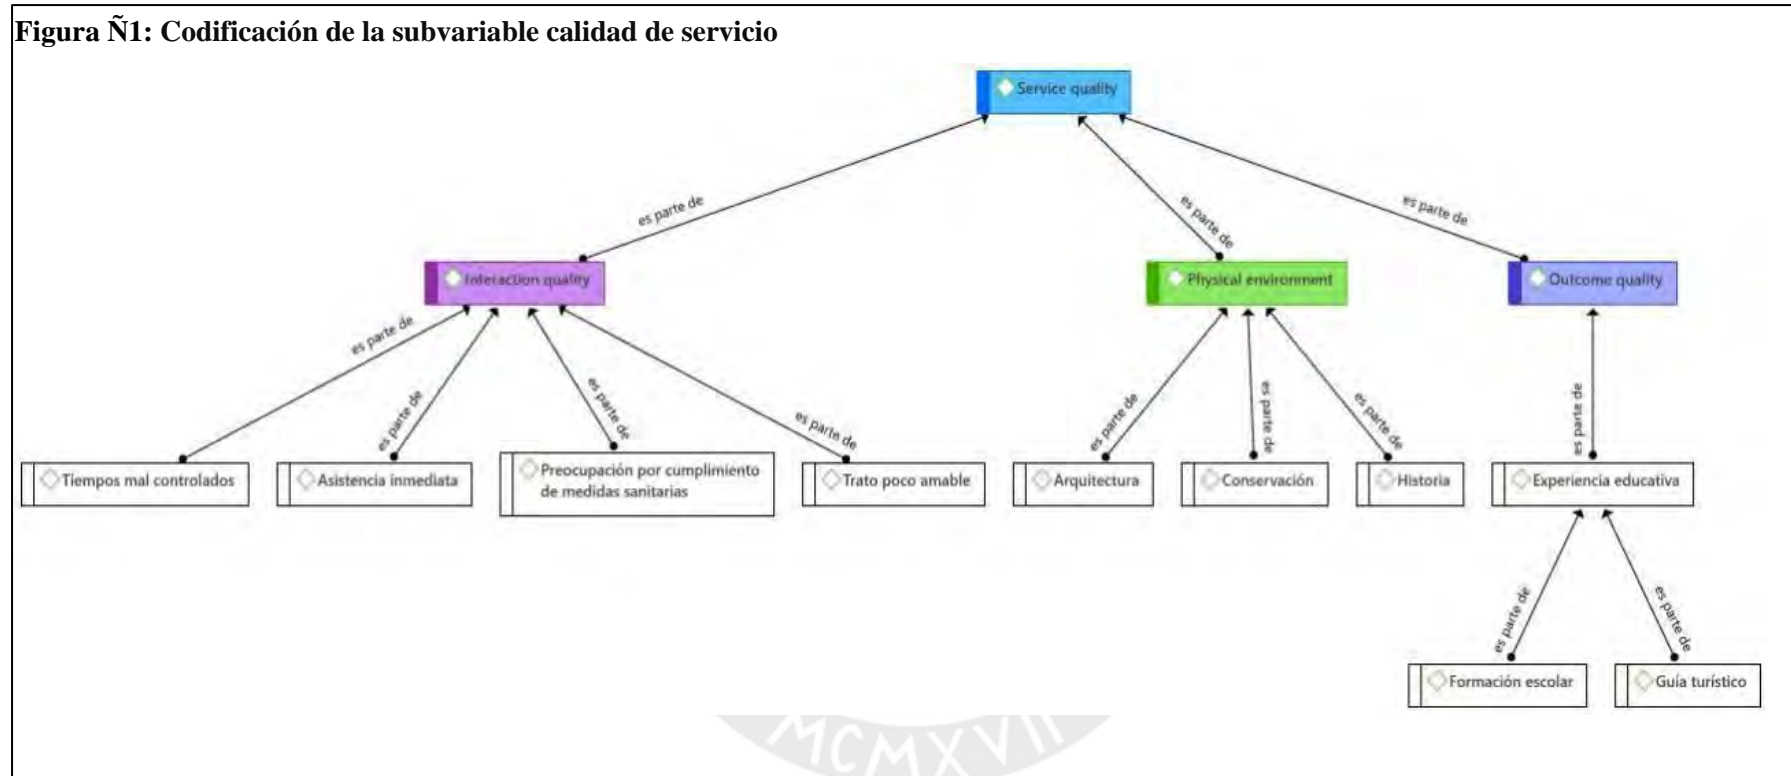 Figura Ñ1: Codificación de la subvariable calidad de servicio
Service quality
es parte de
es parte de
es parte de
Interaction quality
Physical environment
Outcome quality
es parte de
es parte de
es parte de
es parte de
es parte de
es parte de
es parte de
es parte de
Tiempos mal controlados
Asistencia inmediata
Preocupación por cumplimiento
de medidas sanitarias
Trato poco amable
Arquitectura
Conservación
Historia
Experiencia educativa
es parte de
es parte de
Formación escolar
Guía turístico
MCMXVII